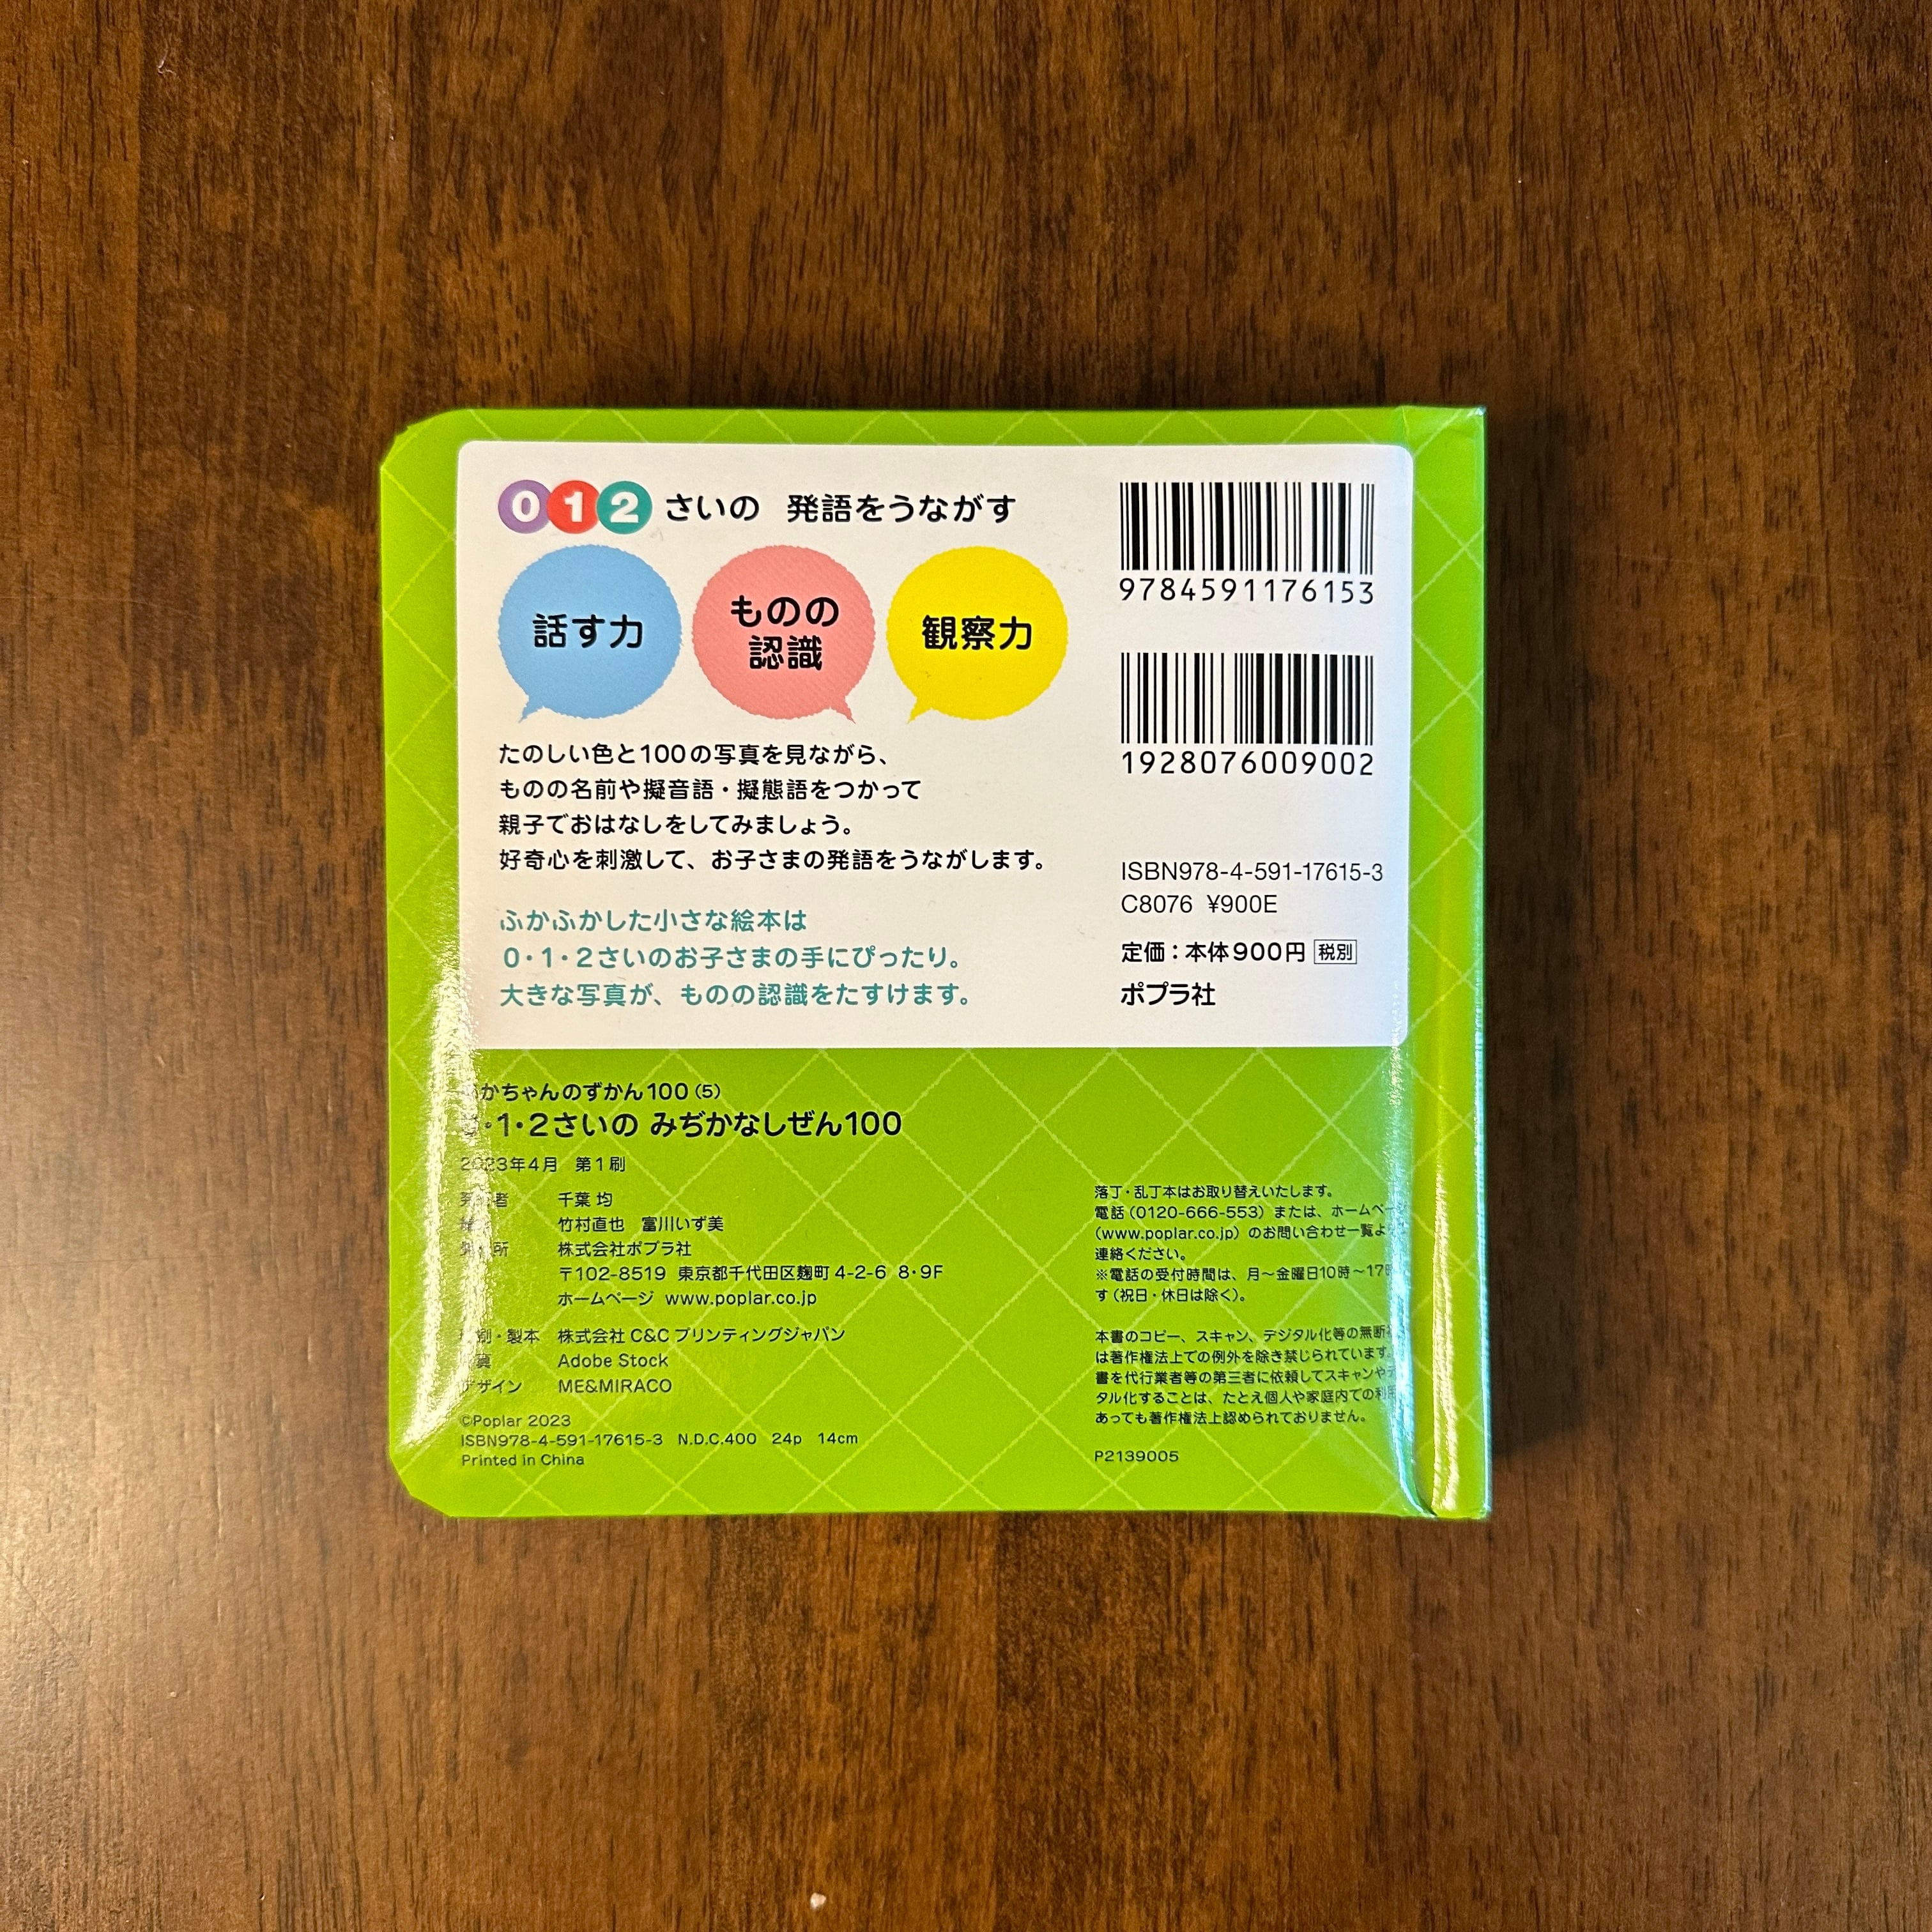 0 1 2 さいの 発語をうながす
話す力
ものの
認識
観察力
たのしい色と100の写真を見ながら、
ものの名前や擬音語・擬態語をつかって
親子でおはなしをしてみましょう。
好奇心を刺激して、お子さまの発語をうながします。
ふかふかした小さな絵本は
0・1・2さいのお子さまの手にぴったり。
大きな写真が、ものの認識をたすけます。
9784591176153
1928076009002
ISBN978-4-591-17615-3
C8076 ¥900E
定価：本体900円 税別
ポプラ社
かちゃんのずかん100（5）
・1・2さいの みぢかなしぜん100
2023年4月 第1刷
者 千葉 均
竹村直也 富川いず美
所 株式会社ポプラ社
〒102-8519 東京都千代田区麹町4-2-6 8・9F
ホームページ www.poplar.co.jp
刷・製本 株式会社C&Cプリンティングジャパン
真 Adobe Stock
デザイン ME&MIRACO
©Poplar 2023
ISBN978-4-591-17615-3 N.D.C.400 24p 14cm
Printed in China
落丁・乱丁本はお取り替えいたします。
電話（0120-666-553）または、ホームペー
（www.poplar.co.jp）のお問い合わせ一覧よ
連絡ください。
※電話の受付時間は、月〜金曜日10時〜17
す（祝日・休日は除く）。
本書のコピー、スキャン、デジタル化等の無断
は著作権法上での例外を除き禁じられています。
書を代行業者等の第三者に依頼してスキャンや
タル化することは、たとえ個人や家庭内での利
あっても著作権法上認められておりません。
P2139005